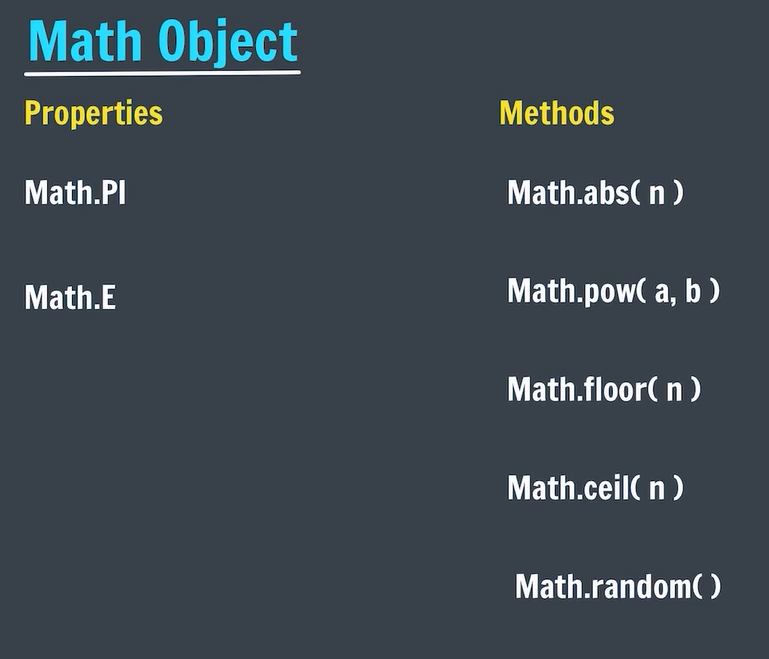 Math Object
Properties
Math.PI
Math.E
Methods
Math.abs( n )
Math.pow( a, b )
Math.floor( n )
Math.ceil( n )
Math.random( )